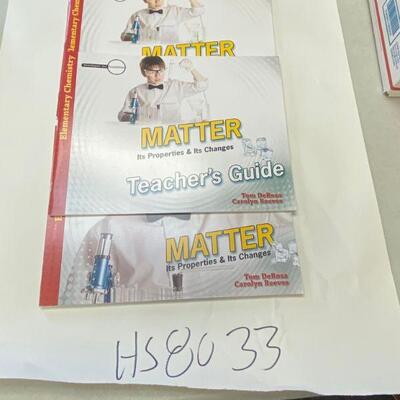 Elementary Chemistry
Elementary Chemistry
MATTER
Its Properties & Its Changes
Teacher's Guide
Tom DeRosa
Carolyn Reeves
MATTER
Its Properties & Its Changes
Tom DeRosa
Carolyn Reeves
HS8033